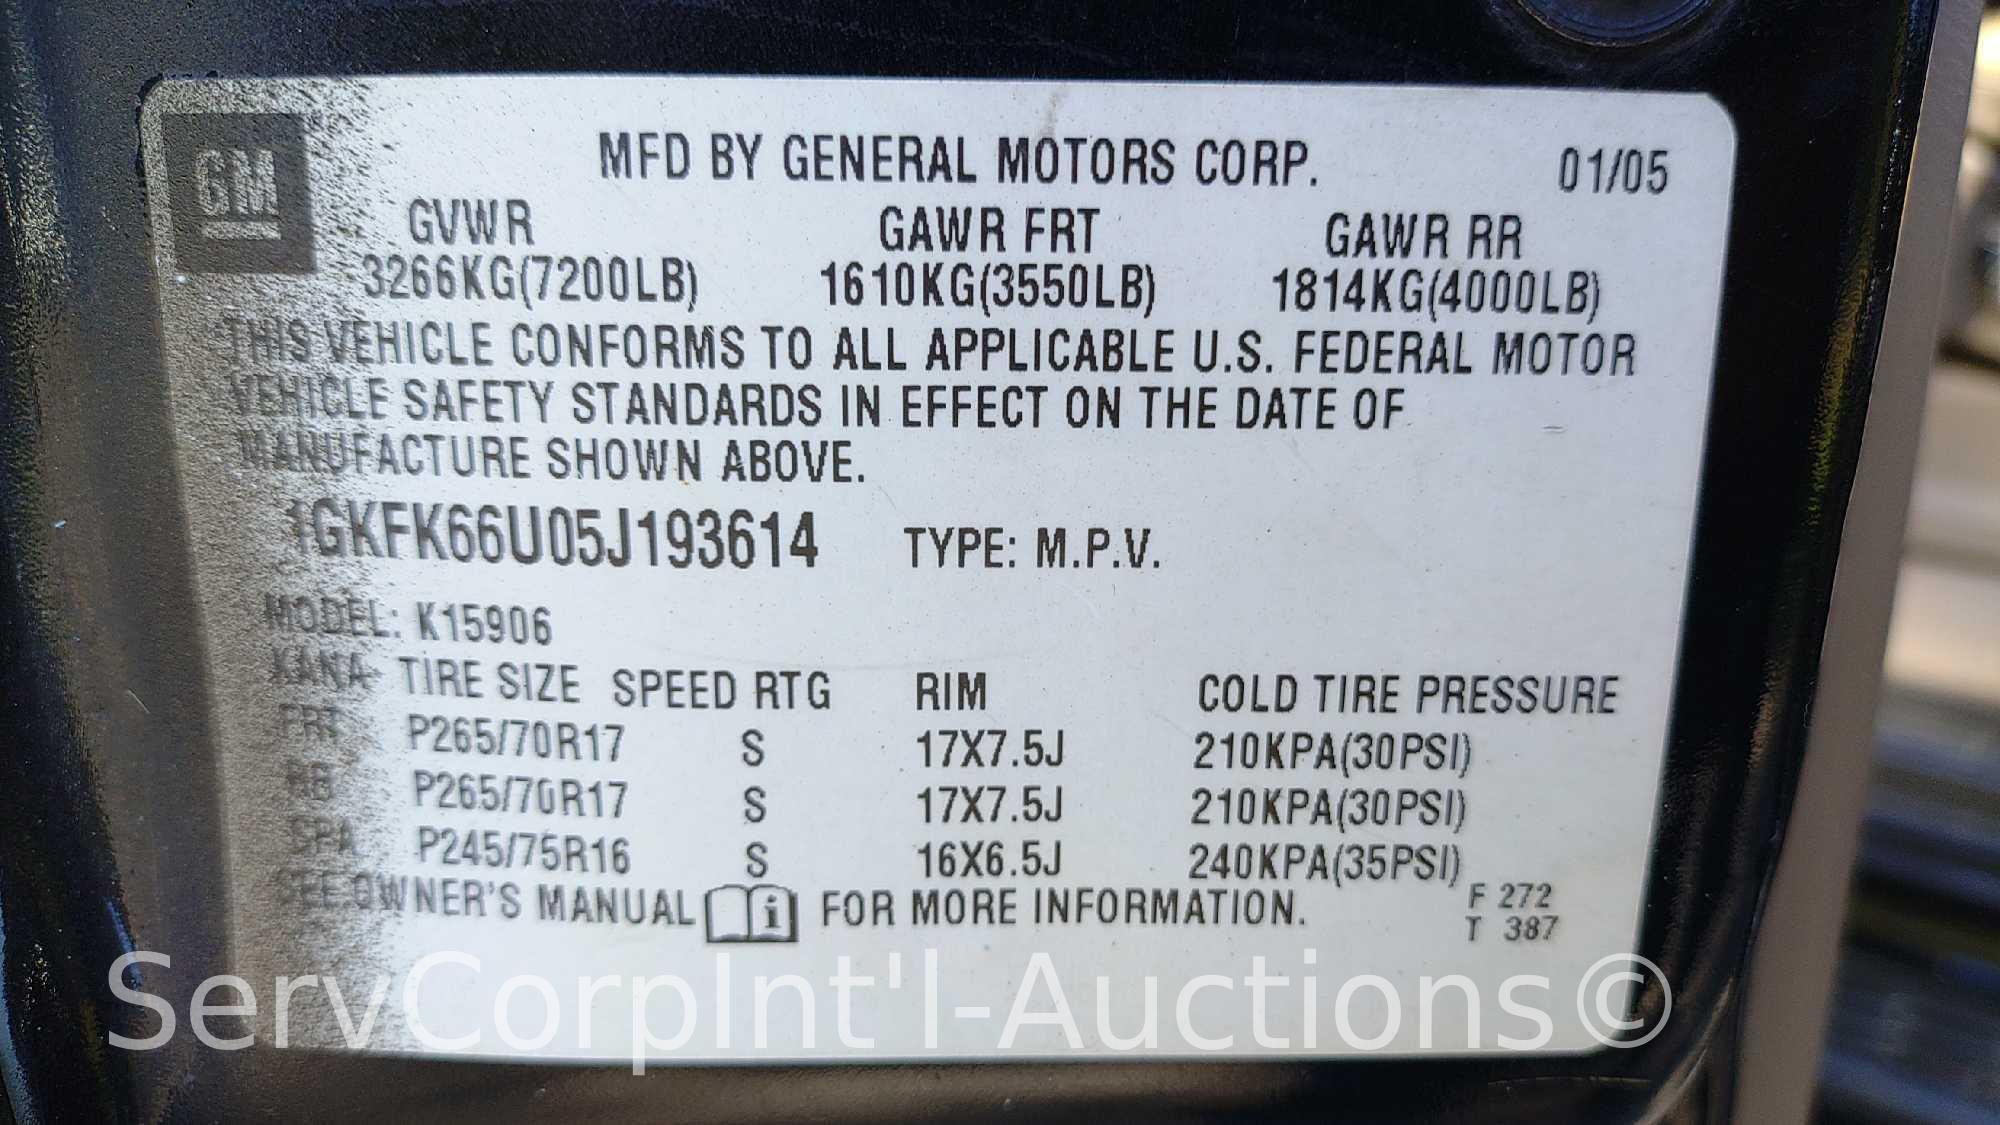 GM
MFD BY GENERAL MOTORS CORP. 01/05
GVWR GAWR FRT GAWR RR
3266KG(7200LB) 1610KG(3550LB) 1814KG(4000LB)
THIS VEHICLE CONFORMS TO ALL APPLICABLE U.S. FEDERAL MOTOR
VEHICLE SAFETY STANDARDS IN EFFECT ON THE DATE OF
MANUFACTURE SHOWN ABOVE.
1GKFK66U05J193614 TYPE: M.P.V.
MODEL: K15906
XANA TIRE SIZE SPEED RTG RIM COLD TIRE PRESSURE
FRT P265/70R17 S 17X7.5J 210KPA(30PSI)
P265/70R17 S 17X7.5J 210KPA(30PSI)
SPA P245/75R16 S 16X6.5J 240KPA(35PSI)
SEE OWNER'S MANUAL i FOR MORE INFORMATION.
F 272
T 387
ServCorpInt'l-Auctions©